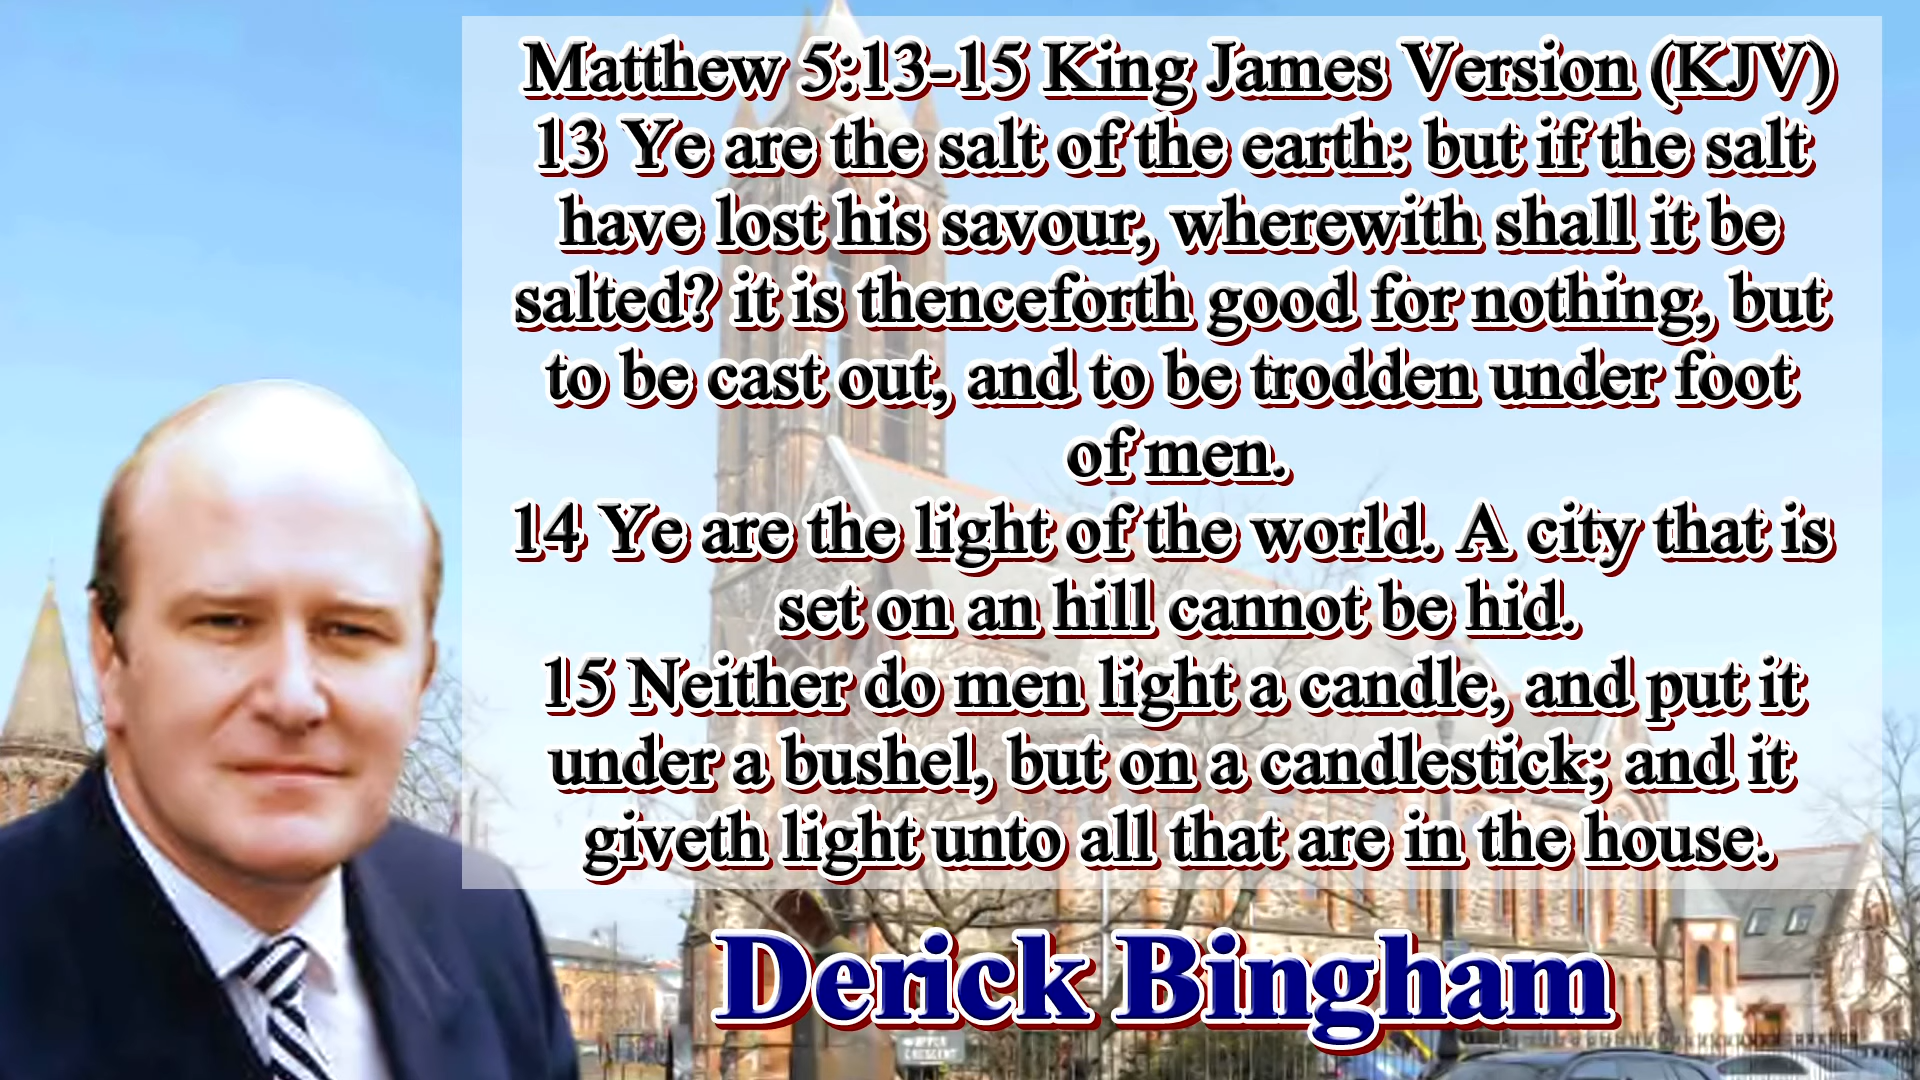 Matthew 5:13-15 King James Version (KJV)
13 Ye are the salt of the earth: but if the salt
have lost his savour, wherewith shall it be
salted? it is thenceforth good for nothing, but
to be cast out, and to be trodden under foot
of men.
14 Ye are the light of the world. A city that is
set on an hill cannot be hid.
15 Neither do men light a candle, and put it
under a bushel, but on a candlestick; and it
giveth light unto all that are in the house.
Derick Bingham
UPPER
CRESCENT